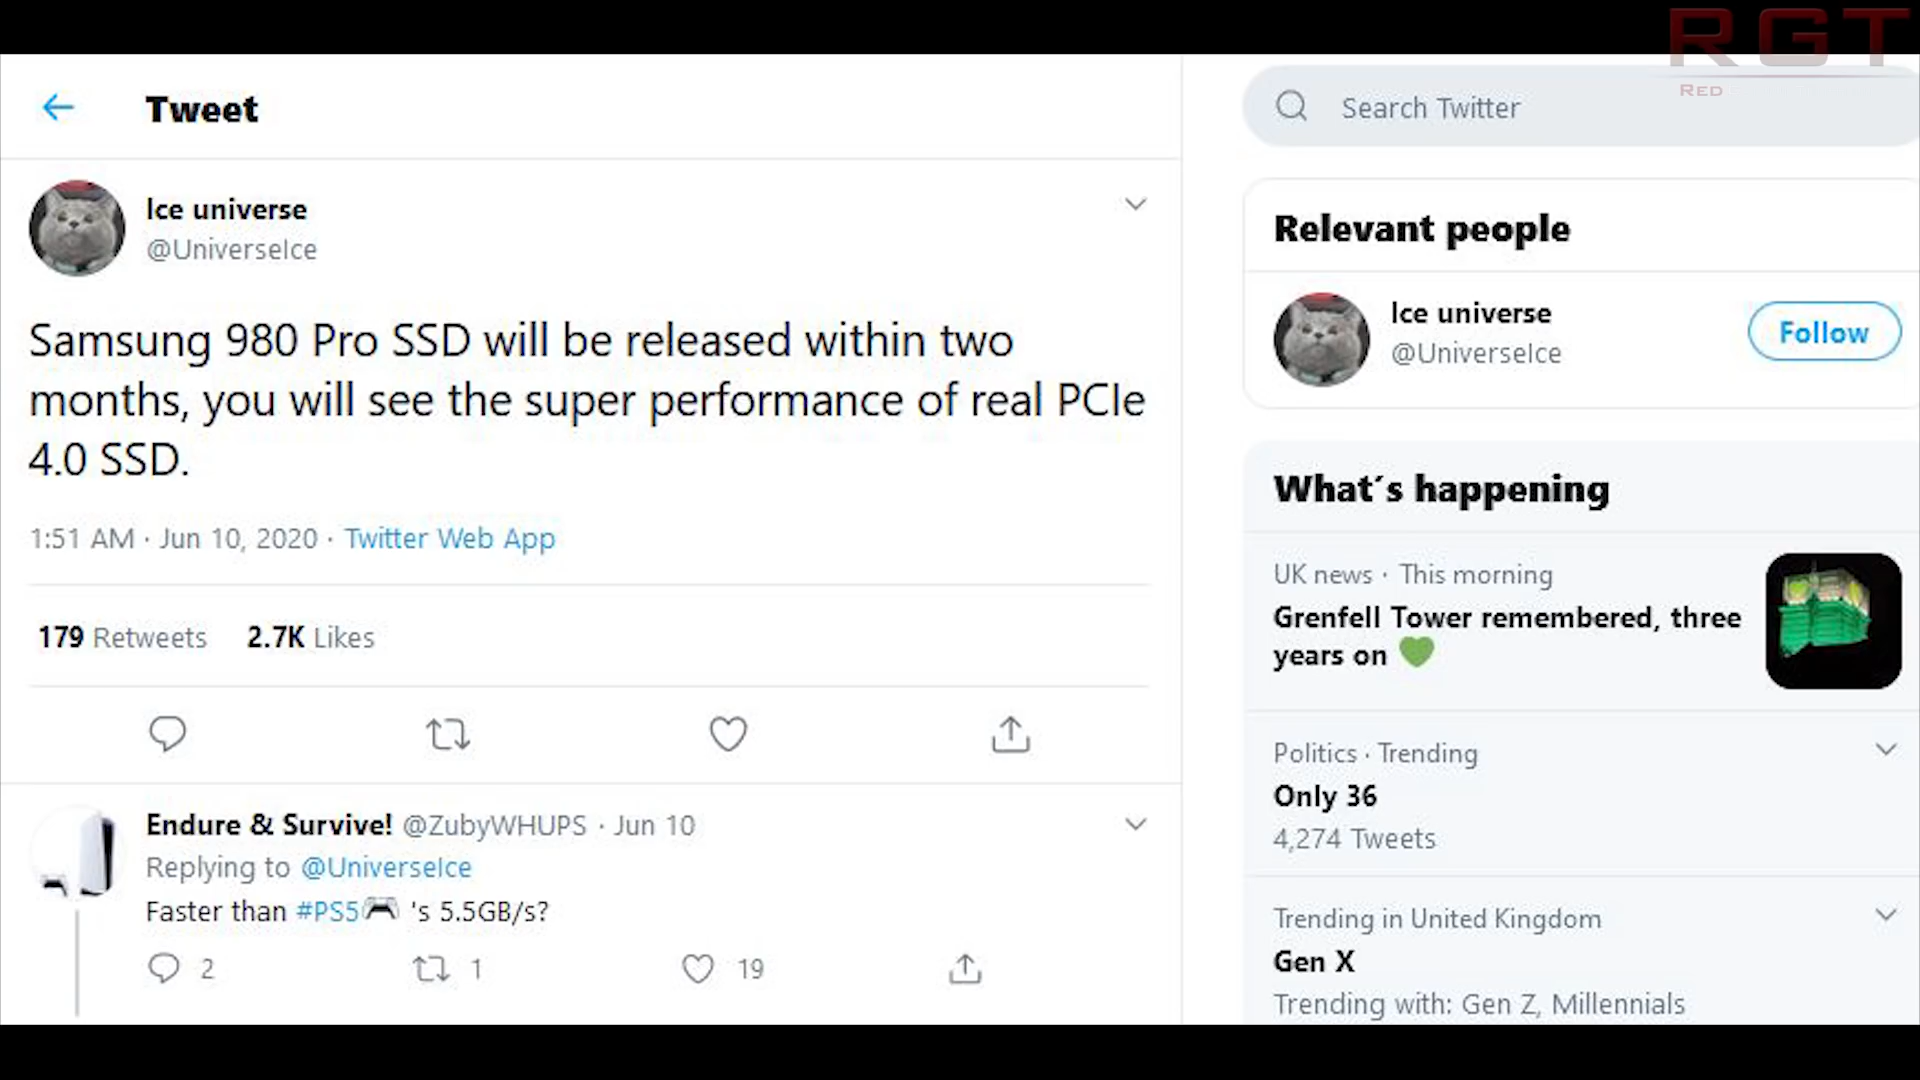 RGT
RED
Tweet
Search Twitter
Ice universe
@UniverseIce
Samsung 980 Pro SSD will be released within two
months, you will see the super performance of real PCIe
4.0 SSD.
1:51 AM · Jun 10, 2020 · Twitter Web App
179 Retweets 2.7K Likes
Endure & Survive! @ZubyWHUPS · Jun 10
Replying to @UniverseIce
Faster than #PS5🎮 's 5.5GB/s?
2 1 19
Relevant people
Ice universe
@UniverseIce
Follow
What´s happening
UK news · This morning
Grenfell Tower remembered, three
years on 💚
Politics · Trending
Only 36
4,274 Tweets
Trending in United Kingdom
Gen X
Trending with: Gen Z, Millennials